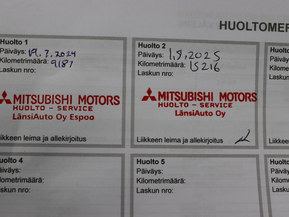 HUOLTOMER
Huolto 1
Päiväys: 19.7.2024
Kilometrimäärä: 9187
Laskun nro:
MITSUBISHI MOTORS
HUOLTO - SERVICE
LänsiAuto Oy Espoo
Liikkeen leima ja allekirjoitus
Huolto 2
Päiväys: 1.8.2025
Kilometrimäärä: 15216
Laskun nro:
MITSUBISHI MOTORS
HUOLTO - SERVICE
LänsiAuto Oy
Liikkeen leima ja allekirjoitus
Huolto 4
Päiväys:
Kilometrimäärä:
Laskun nro:
Huolto 5
Päiväys:
Kilometrimäärä:
Laskun nro: